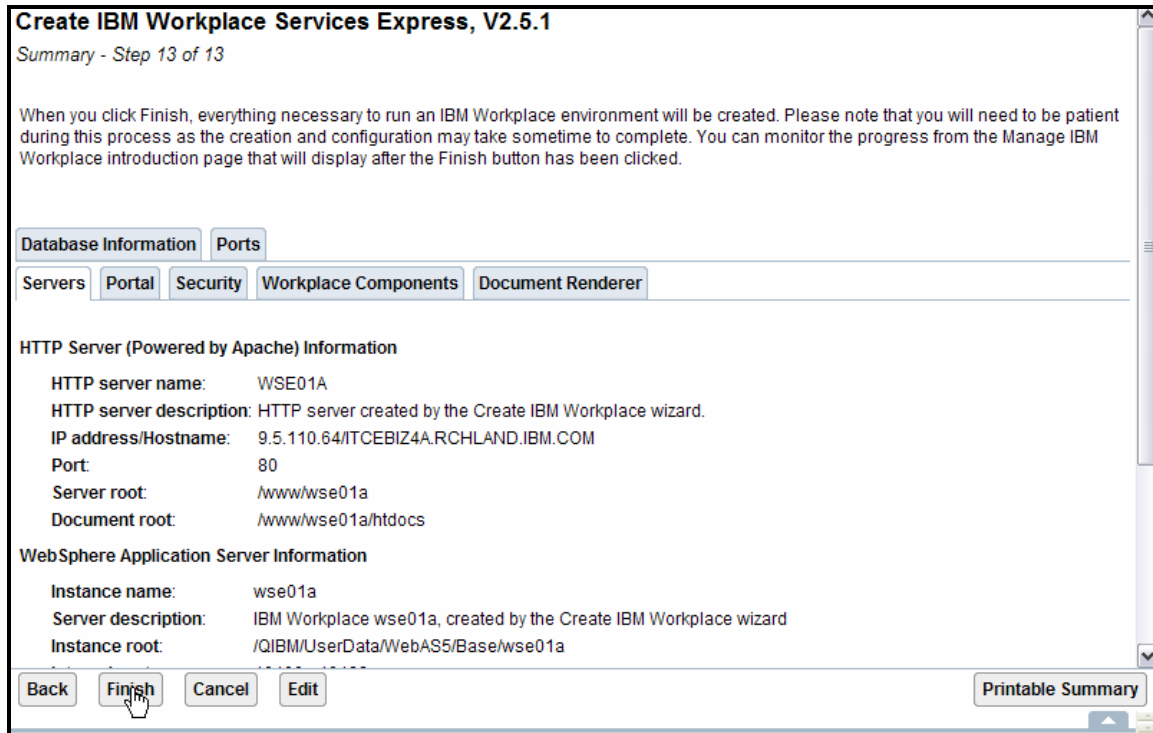 Create IBM Workplace Services Express, V2.5.1
Summary - Step 13 of 13
When you click Finish, everything necessary to run an IBM Workplace environment will be created. Please note that you will need to be patient
during this process as the creation and configuration may take sometime to complete. You can monitor the progress from the Manage IBM
Workplace introduction page that will display after the Finish button has been clicked.
Database Information Ports
Servers Portal Security Workplace Components Document Renderer
HTTP Server (Powered by Apache) Information
HTTP server name: WSE01A
HTTP server description: HTTP server created by the Create IBM Workplace wizard.
IP address/Hostname: 9.5.110.64/ITCEBIZ4A.RCHLAND.IBM.COM
Port: 80
Server root: /www/wse01a
Document root: /www/wse01a/htdocs
WebSphere Application Server Information
Instance name: wse01a
Server description: IBM Workplace wse01a, created by the Create IBM Workplace wizard
Instance root: /QIBM/UserData/WebAS5/Base/wse01a
Back Finish Cancel Edit Printable Summary